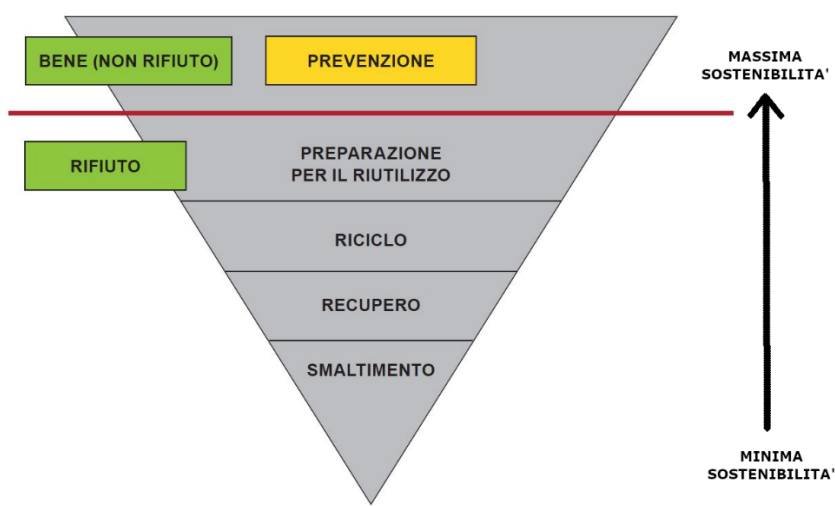 BENE (NON RIFIUTO)
PREVENZIONE
MASSIMA
SOSTENIBILITA'
RIFIUTO
PREPARAZIONE
PER IL RIUTILIZZO
RICICLO
RECUPERO
SMALTIMENTO
MINIMA
SOSTENIBILITA'